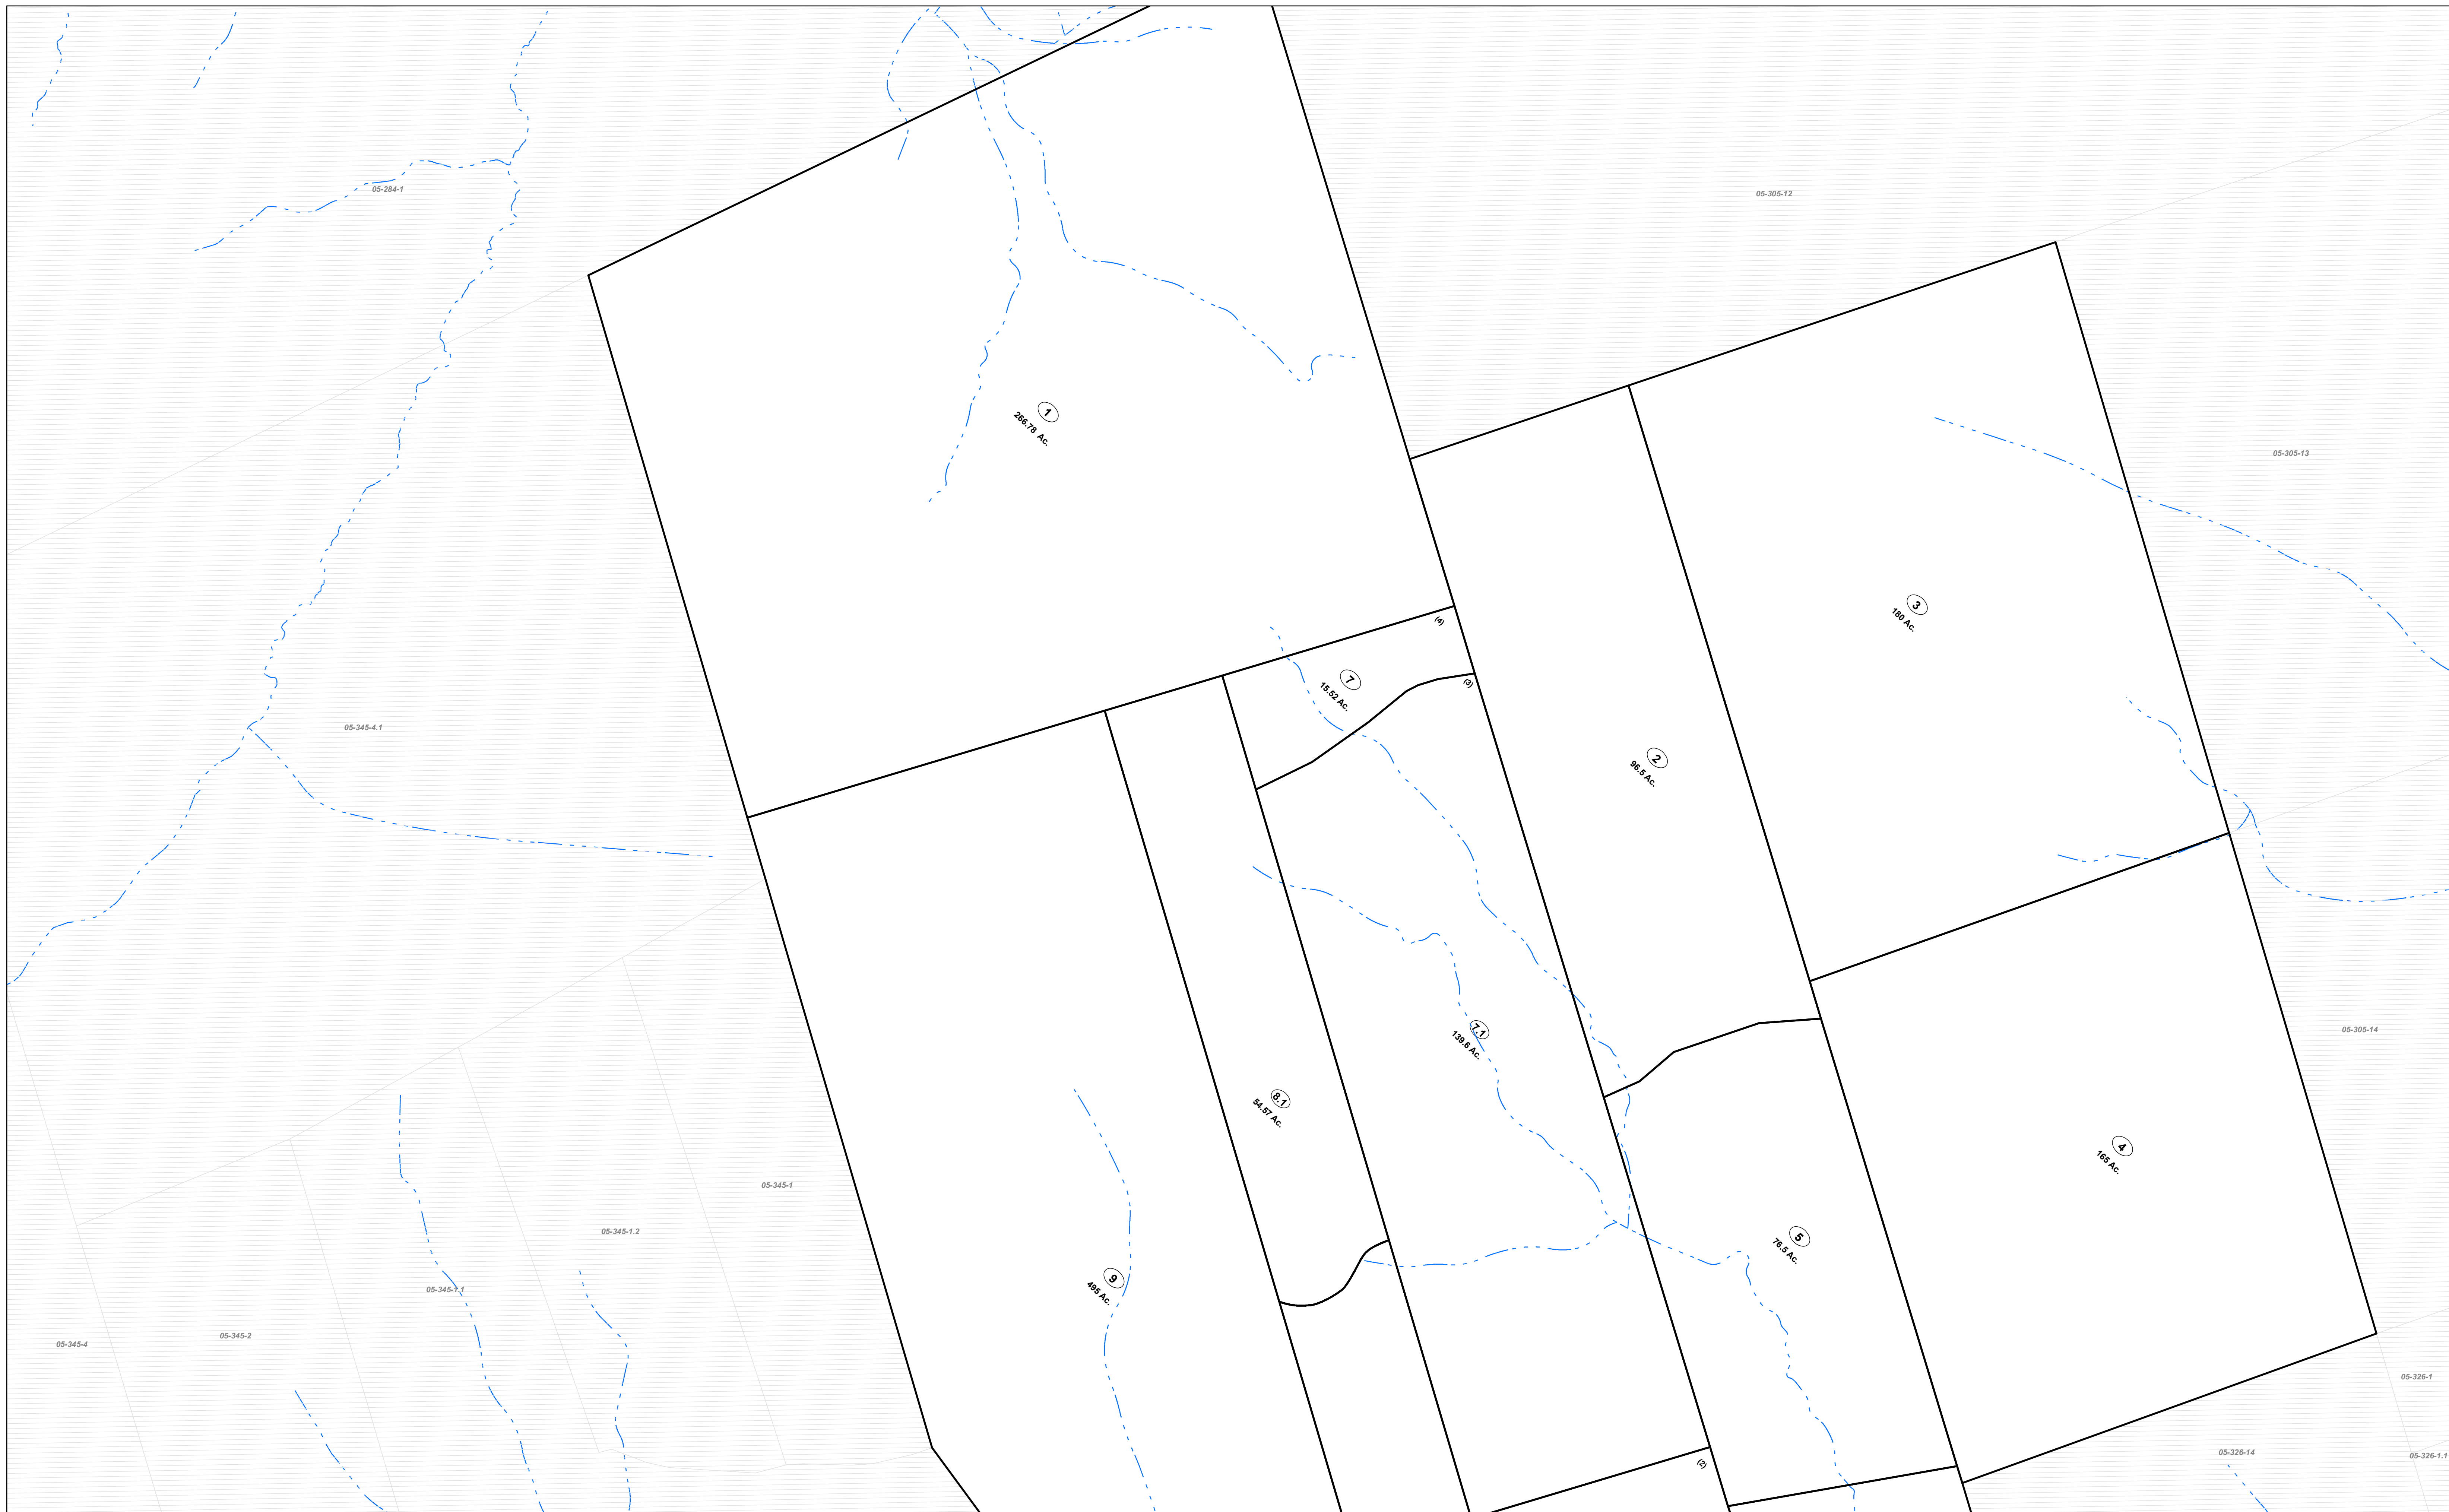 05-284-1
05-305-12
1
266.78 Ac.
05-305-13
3
180 Ac.
(4)
7
15.52 Ac.
(3)
05-345-4.1
2
96.5 Ac.
7.1
139.6 Ac.
05-305-14
8.1
54.57 Ac.
4
165 Ac.
05-345-1
05-345-1.2
5
76.5 Ac.
9
495 Ac.
05-345-1.1
05-345-2
05-345-4
05-326-1
05-326-14
05-326-1.1
(2)